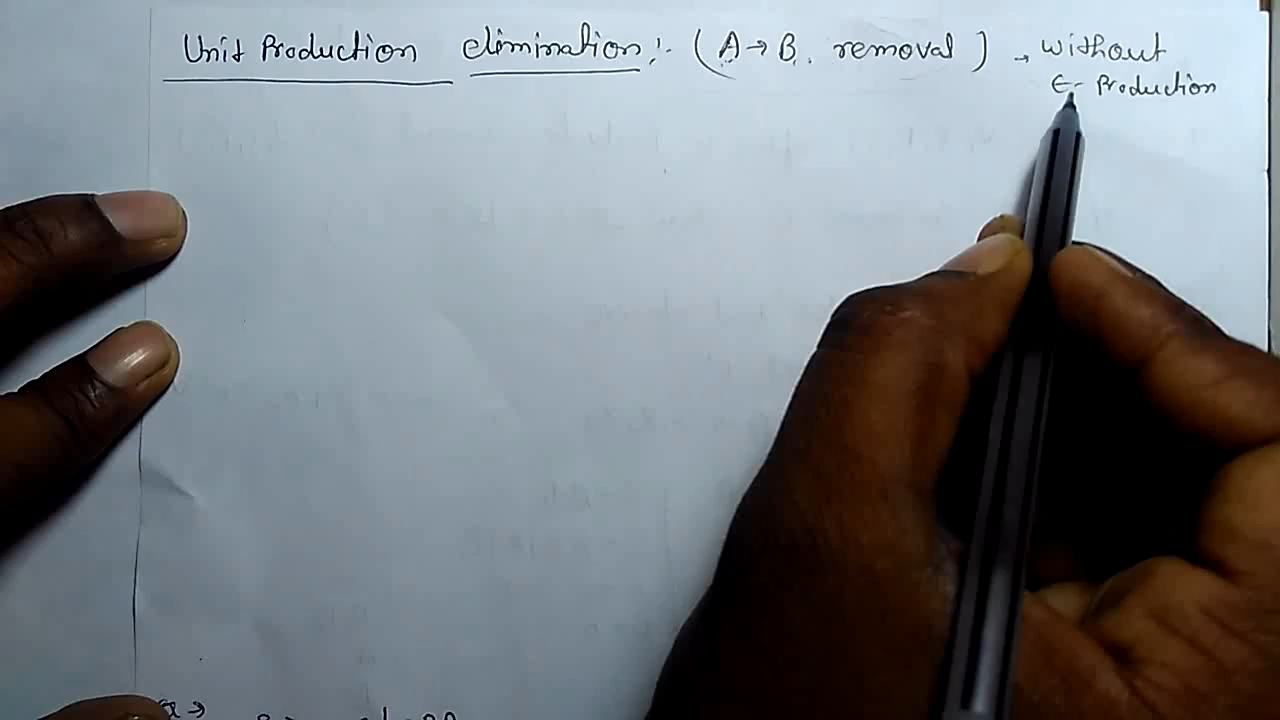 Unit Production elimination :- (A → B. removal) → without
ε- Production